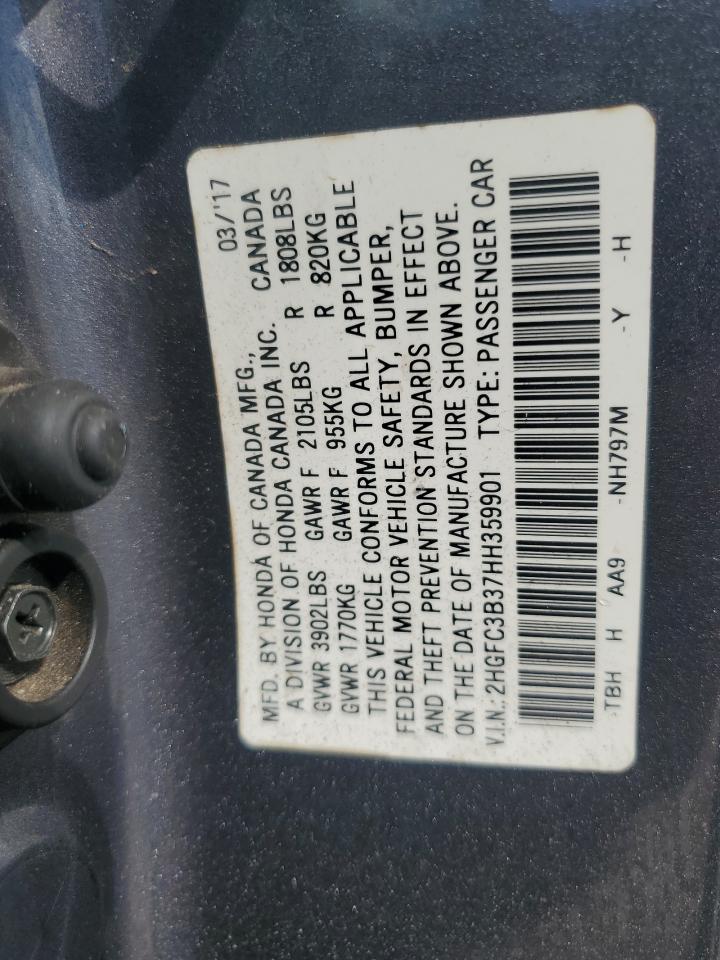 03/'17
MFD. BY HONDA OF CANADA MFG.,
A DIVISION OF HONDA CANADA INC. CANADA
GVWR 3902LBS GAWR F 2105LBS R 1808LBS
GVWR 1770KG GAWR F 955KG R 820KG
THIS VEHICLE CONFORMS TO ALL APPLICABLE
FEDERAL MOTOR VEHICLE SAFETY, BUMPER,
AND THEFT PREVENTION STANDARDS IN EFFECT
ON THE DATE OF MANUFACTURE SHOWN ABOVE.
V.I.N.: 2HGFC3B37HH359901 TYPE: PASSENGER CAR
TBH H AA9 -NH797M -Y -H